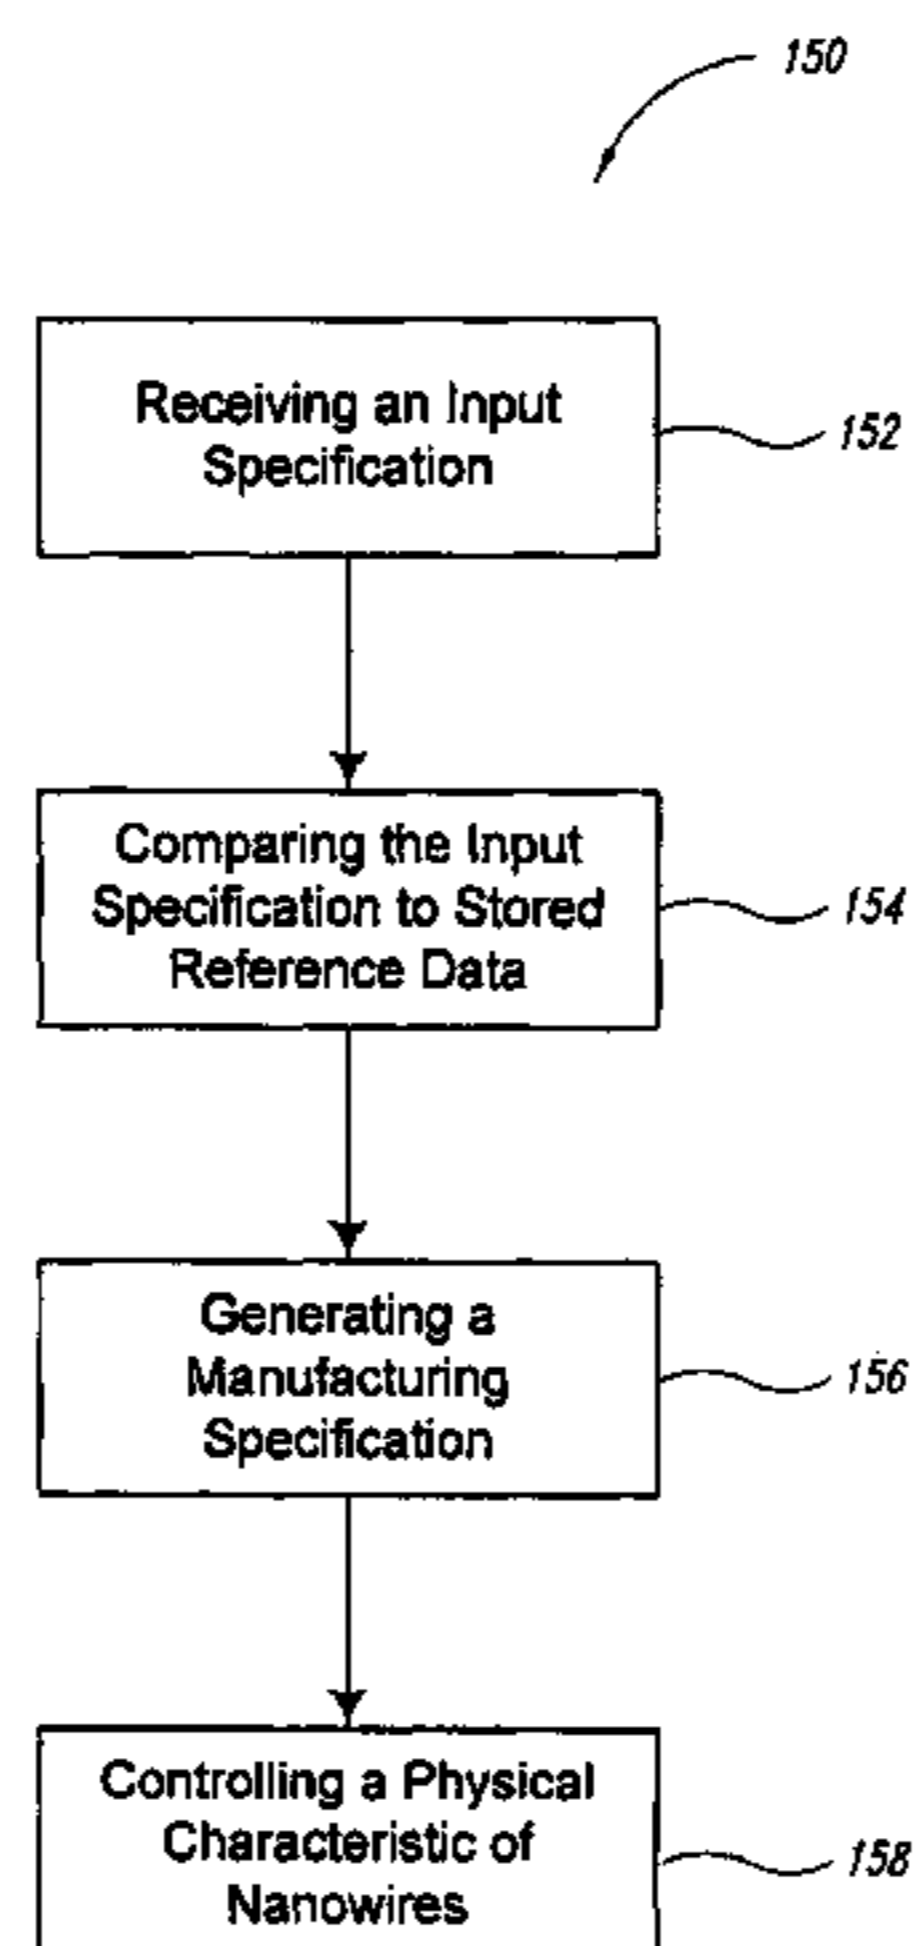 150
Receiving an Input
Specification
152
Comparing the Input
Specification to Stored
Reference Data
154
Generating a
Manufacturing
Specification
156
Controlling a Physical
Characteristic of
Nanowires
158